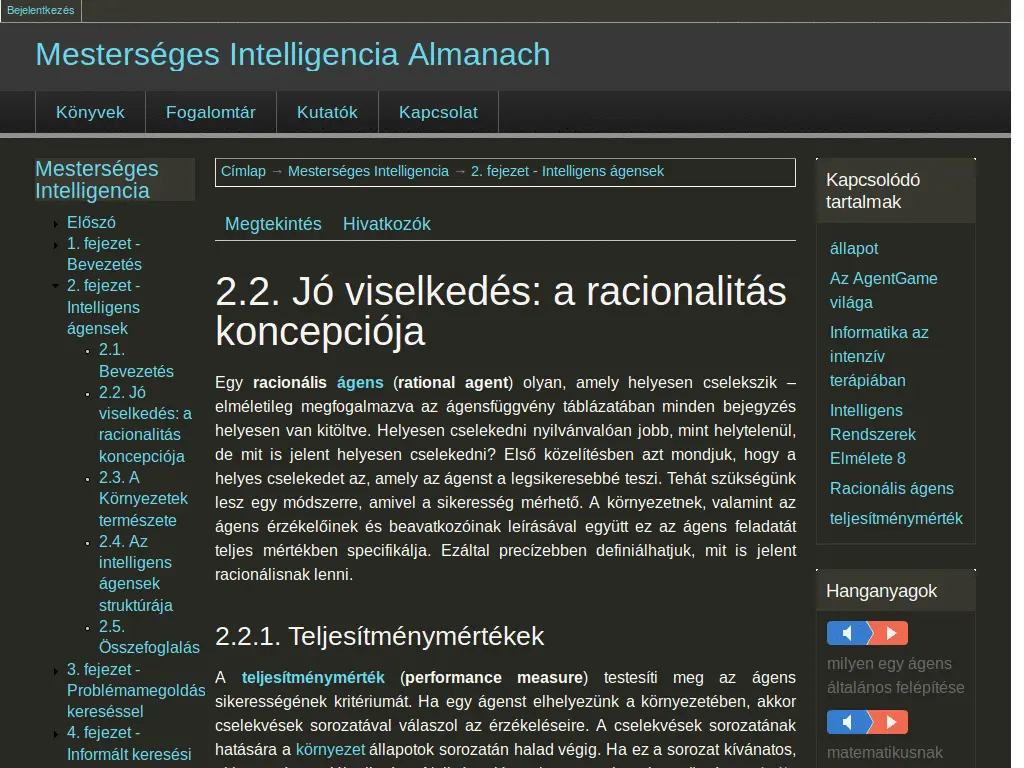 Bejelentkezés
Mesterséges Intelligencia Almanach
Könyvek
Fogalomtár
Kutatók
Kapcsolat
Mesterséges
Intelligencia
Előszó
1. fejezet -
Bevezetés
2. fejezet -
Intelligens
ágensek
2.1.
Bevezetés
2.2. Jó
viselkedés: a
racionalitás
koncepciója
2.3. A
Környezetek
természete
2.4. Az
intelligens
ágensek
struktúrája
2.5.
Összefoglalás
3. fejezet -
Problémamegoldás
kereséssel
4. fejezet -
Informált keresési
Címlap → Mesterséges Intelligencia → 2. fejezet - Intelligens ágensek
Megtekintés
Hivatkozók
2.2. Jó viselkedés: a racionalitás
koncepciója
Egy racionális ágens (rational agent) olyan, amely helyesen cselekszik –
elméletileg megfogalmazva az ágensfüggvény táblázatában minden bejegyzés
helyesen van kitöltve. Helyesen cselekedni nyilvánvalóan jobb, mint helytelenül,
de mit is jelent helyesen cselekedni? Első közelítésben azt mondjuk, hogy a
helyes cselekedet az, amely az ágenst a legsikeresebbé teszi. Tehát szükségünk
lesz egy módszerre, amivel a sikeresség mérhető. A környezetnek, valamint az
ágens érzékelőinek és beavatkozóinak leírásával együtt ez az ágens feladatát
teljes mértékben specifikálja. Ezáltal precízebben definiálhatjuk, mit is jelent
racionálisnak lenni.
2.2.1. Teljesítménymértékek
A teljesítménymérték (performance measure) testesíti meg az ágens
sikerességének kritériumát. Ha egy ágenst elhelyezünk a környezetében, akkor
cselekvések sorozatával válaszol az érzékeléseire. A cselekvések sorozatának
hatására a környezet állapotok sorozatán halad végig. Ha ez a sorozat kívánatos,
Kapcsolódó
tartalmak
állapot
Az AgentGame
világa
Informatika az
intenzív
terápiában
Intelligens
Rendszerek
Elmélete 8
Racionális ágens
teljesítménymérték
Hanganyagok
milyen egy ágens
általános felépítése
matematikusnak